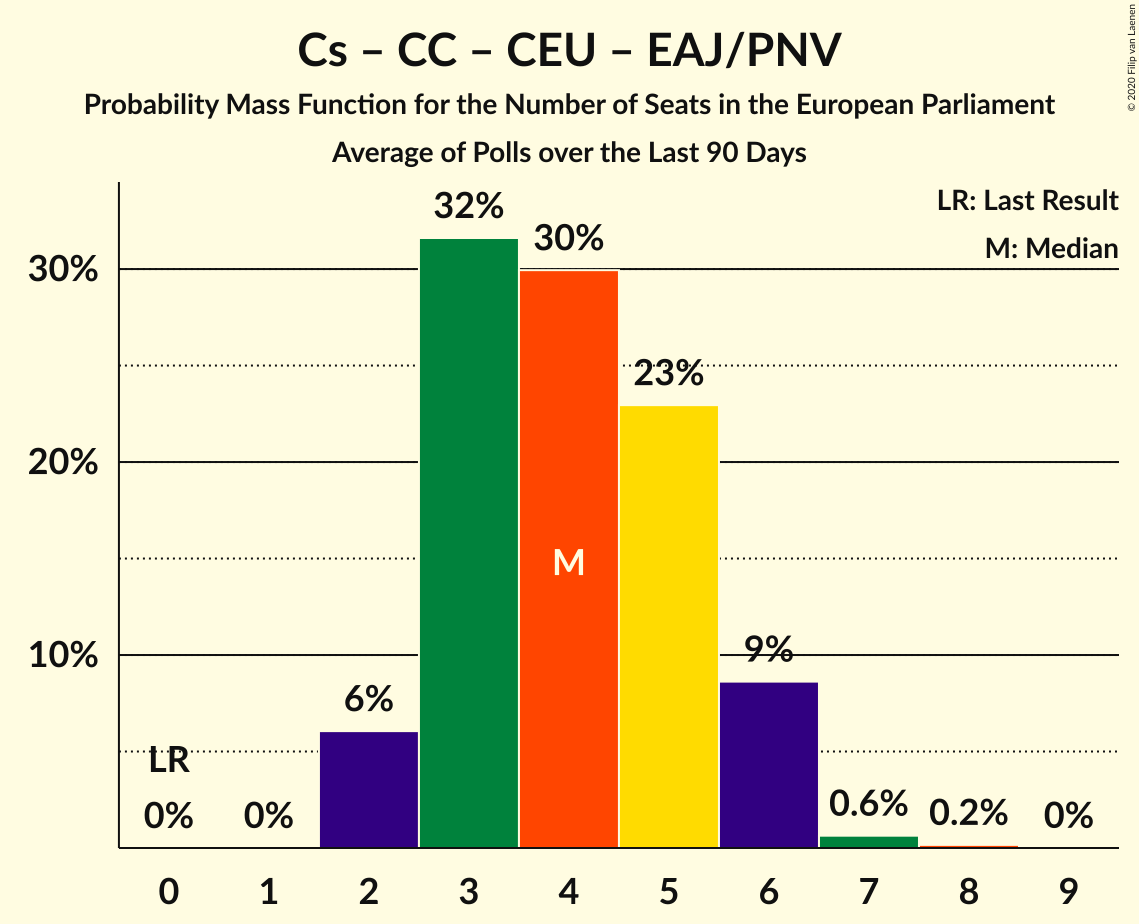 Cs – CC – CEU – EAJ/PNV
Probability Mass Function for the Number of Seats in the European Parliament
Average of Polls over the Last 90 Days
© 2020 Filip van Laenen
LR: Last Result
M: Median
32%
30%
30%
23%
20%
M
10%
9%
6%
LR
0%
0%
0.6%
0.2%
0%
0 1 2 3 4 5 6 7 8 9